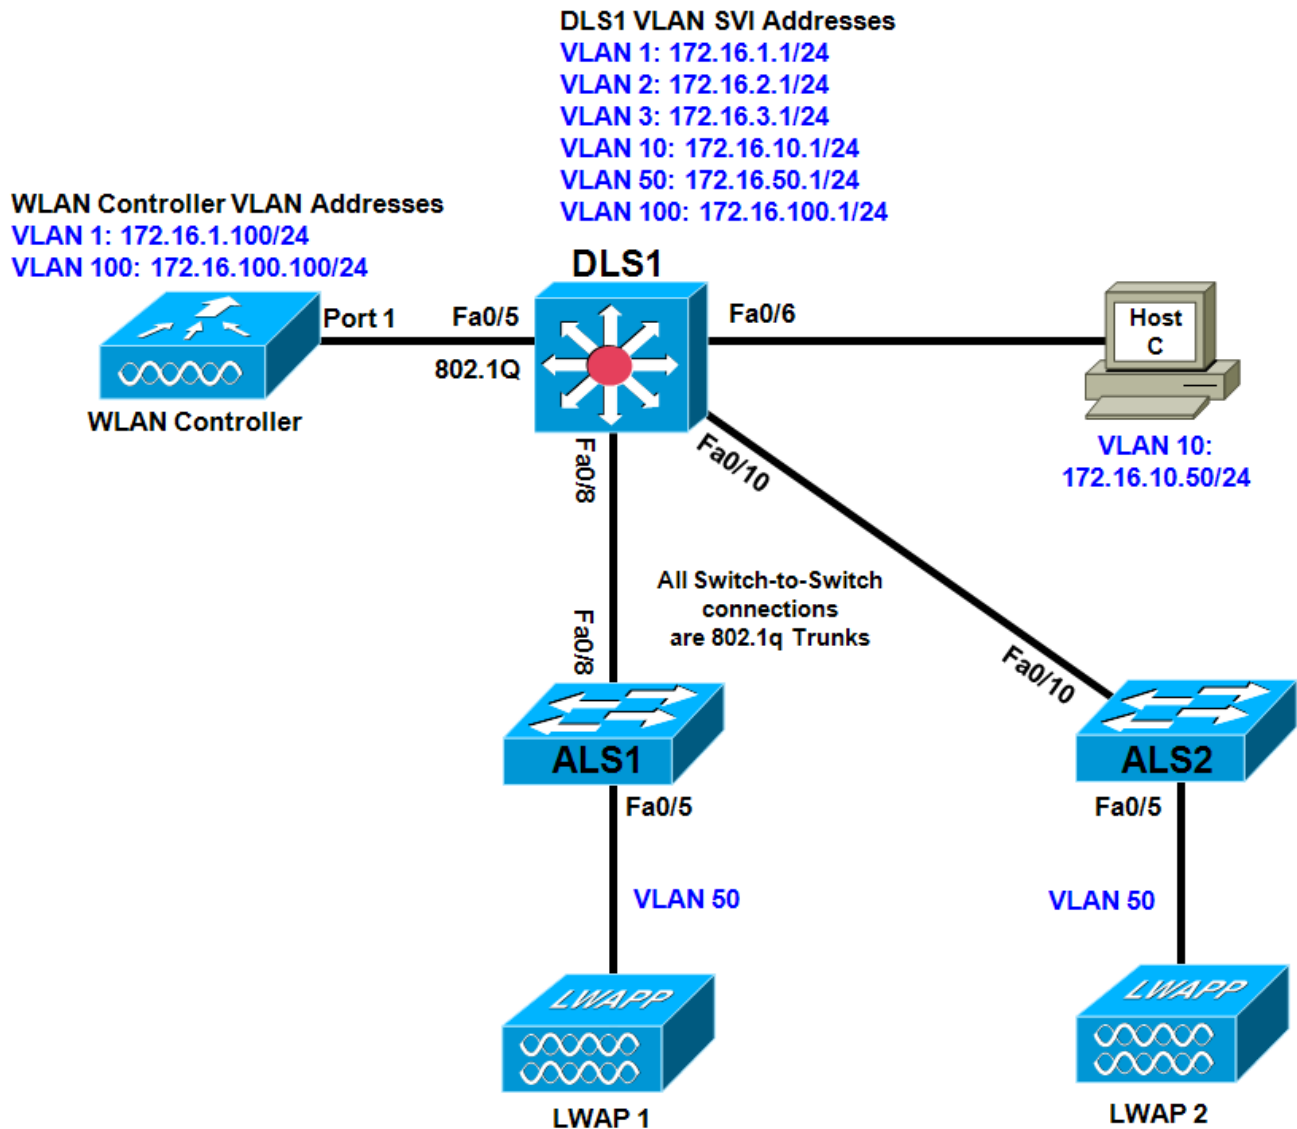 DLS1 VLAN SVI Addresses
VLAN 1: 172.16.1.1/24
VLAN 2: 172.16.2.1/24
VLAN 3: 172.16.3.1/24
VLAN 10: 172.16.10.1/24
VLAN 50: 172.16.50.1/24
VLAN 100: 172.16.100.1/24
WLAN Controller VLAN Addresses
VLAN 1: 172.16.1.100/24
VLAN 100: 172.16.100.100/24
DLS1
Port 1
Fa0/5
802.1Q
Fa0/6
Host
C
WLAN Controller
VLAN 10:
172.16.10.50/24
Fa0/8
Fa0/10
All Switch-to-Switch
connections
are 802.1q Trunks
Fa0/8
Fa0/10
ALS1
ALS2
Fa0/5
Fa0/5
VLAN 50
VLAN 50
LWAPP
LWAPP
LWAP 1
LWAP 2